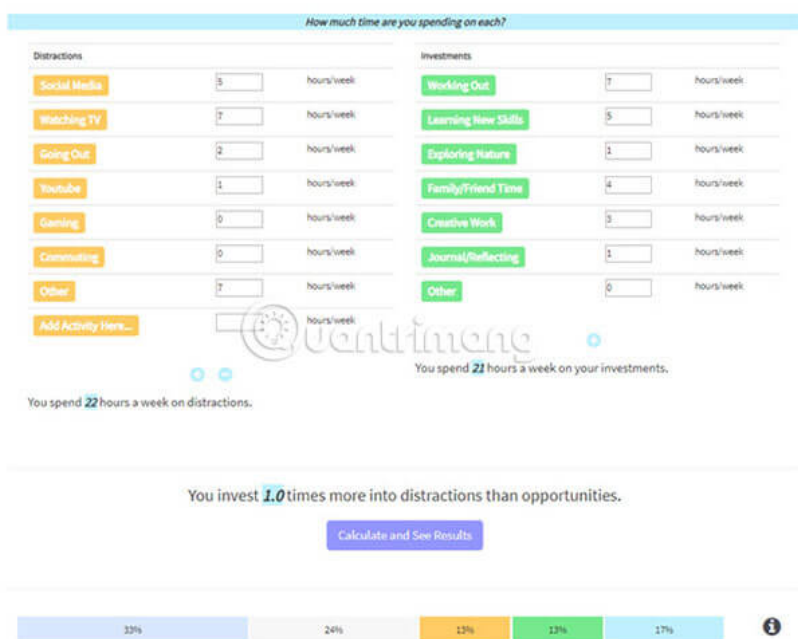 How much time are you spending on each?
Distractions
Social Media 5 hours/week
Watching TV 7 hours/week
Going Out 2 hours/week
Youtube 1 hours/week
Gaming 0 hours/week
Commuting 0 hours/week
Other 7 hours/week
Add Activity Here... hours/week
You spend 22 hours a week on distractions.
Investments
Working Out 7 hours/week
Learning New Skills 5 hours/week
Exploring Nature 1 hours/week
Family/Friend Time 4 hours/week
Creative Work 3 hours/week
Journal/Reflecting 1 hours/week
Other 0 hours/week
You spend 21 hours a week on your investments.
Quantrimang
You invest 1.0 times more into distractions than opportunities.
Calculate and See Results
33% 24% 13% 13% 17%